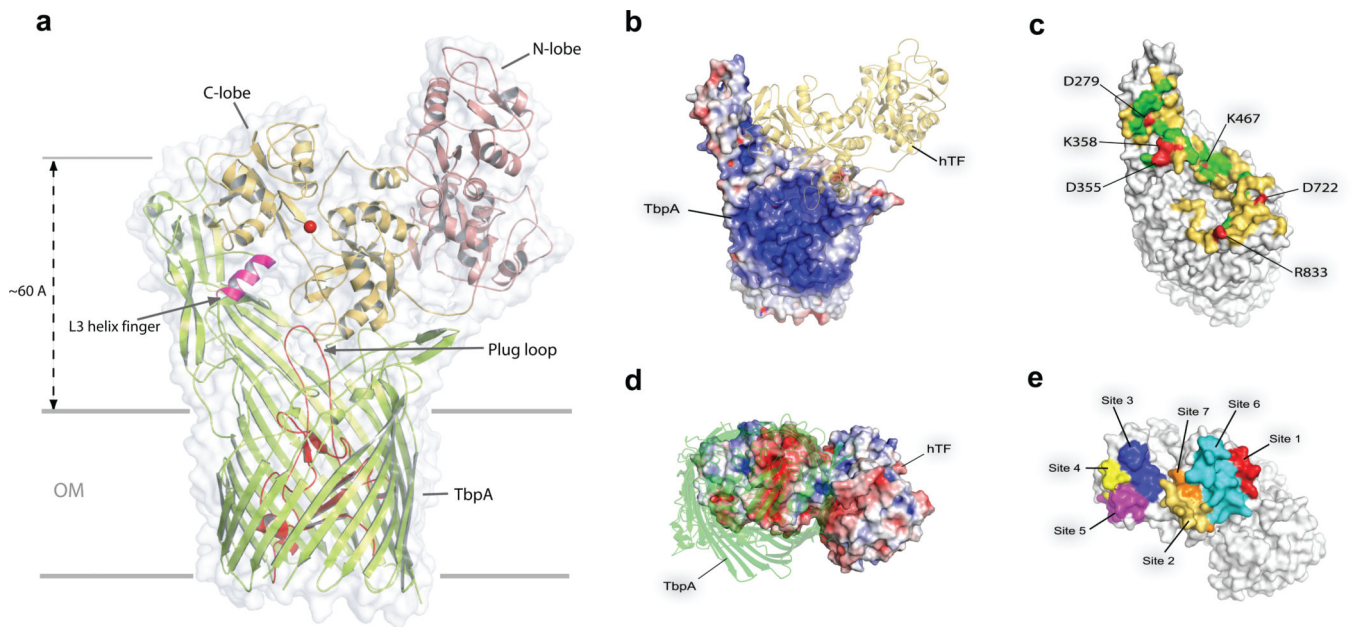 a
N-lobe
C-lobe
~60 A
L3 helix finger
Plug loop
OM
TbpA
b
hTF
TbpA
c
D279
K467
K358
D355
D722
R833
d
hTF
TbpA
e
Site 3
Site 7
Site 6
Site 1
Site 4
Site 5
Site 2